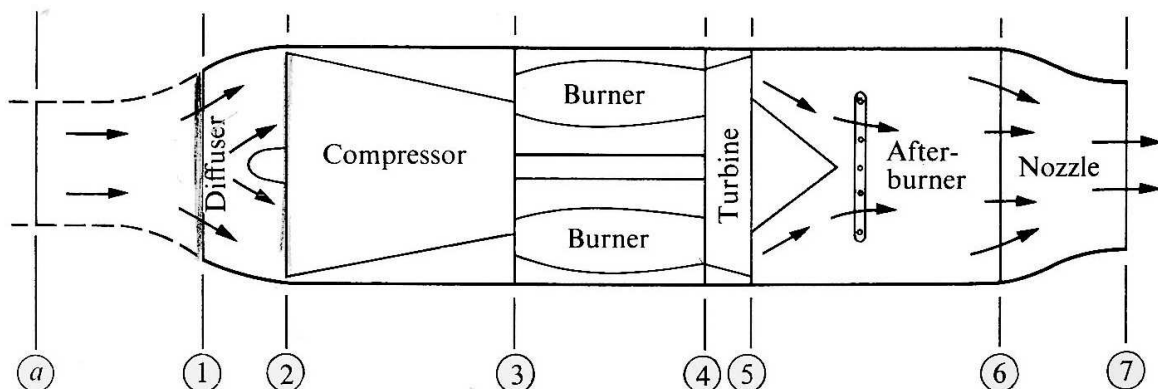 Diffuser
Compressor
Burner
Burner
Turbine
After-
burner
Nozzle
a
1
2
3
4
5
6
7